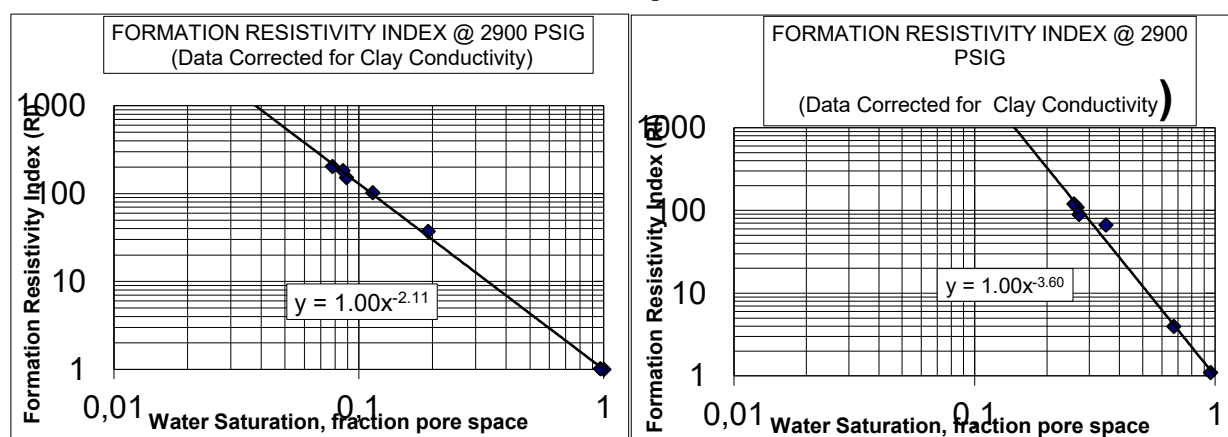 FORMATION RESISTIVITY INDEX @ 2900 PSIG
(Data Corrected for Clay Conductivity)
Formation Resistivity Index (RI)
1000
100
10
1
y = 1.00x-2.11
0,01
0,1
1
Water Saturation, fraction pore space
FORMATION RESISTIVITY INDEX @ 2900
PSIG
(Data Corrected for Clay Conductivity)
Formation Resistivity Index (RI)
1000
100
10
1
y = 1.00x-3.60
0,01
0,1
1
Water Saturation, fraction pore space